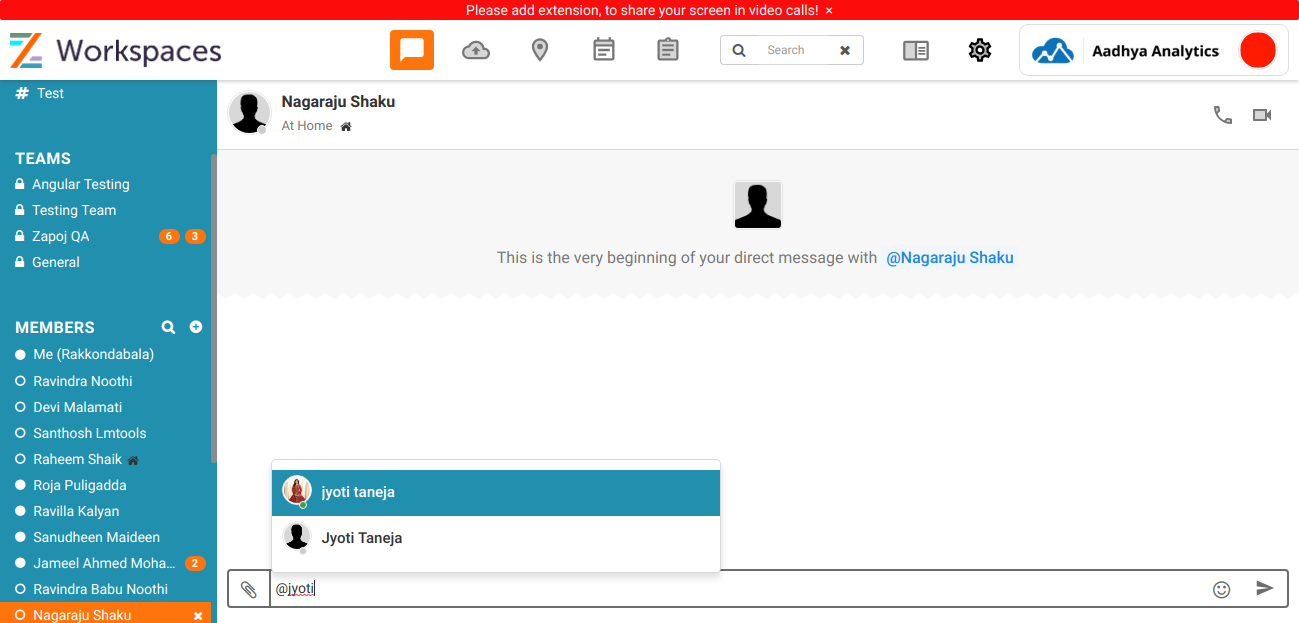 Please add extension, to share your screen in video calls! ×
Workspaces
Search
Aadhya Analytics
# Test
TEAMS
Angular Testing
Testing Team
Zapoj QA 6 3
General
MEMBERS
Me (Rakkondabala)
Ravindra Noothi
Devi Malamati
Santhosh Lmtools
Raheem Shaik
Roja Puligadda
Ravilla Kalyan
Sanudheen Maideen
Jameel Ahmed Moha... 2
Ravindra Babu Noothi
Nagaraju Shaku
Nagaraju Shaku
At Home
This is the very beginning of your direct message with @Nagaraju Shaku
jyoti taneja
Jyoti Taneja
@jyoti